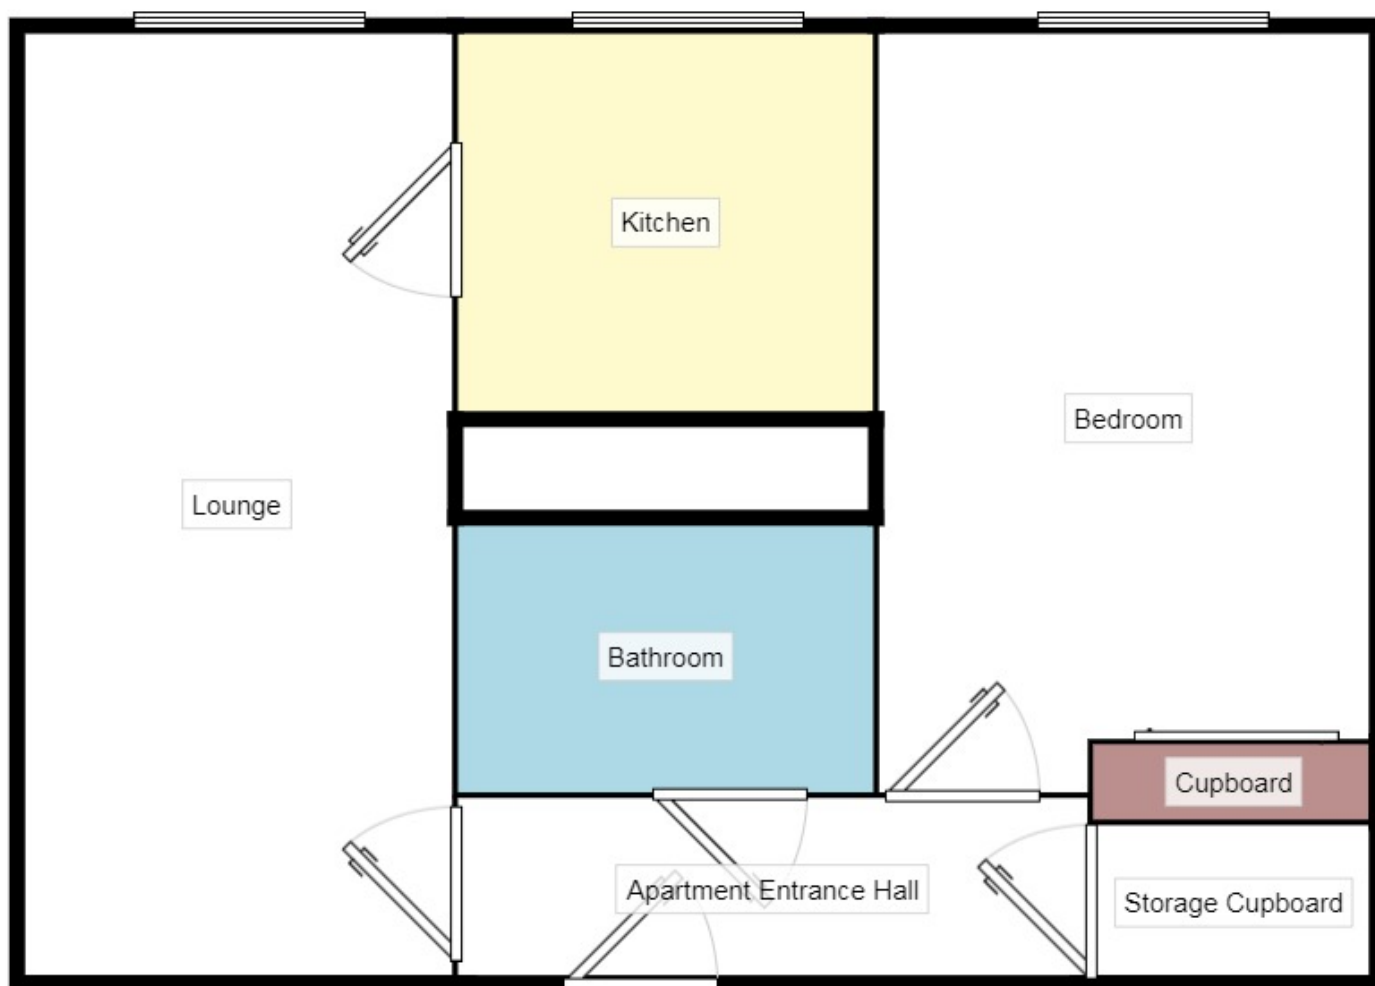 Kitchen
Bedroom
Lounge
Bathroom
Cupboard
Apartment Entrance Hall
Storage Cupboard